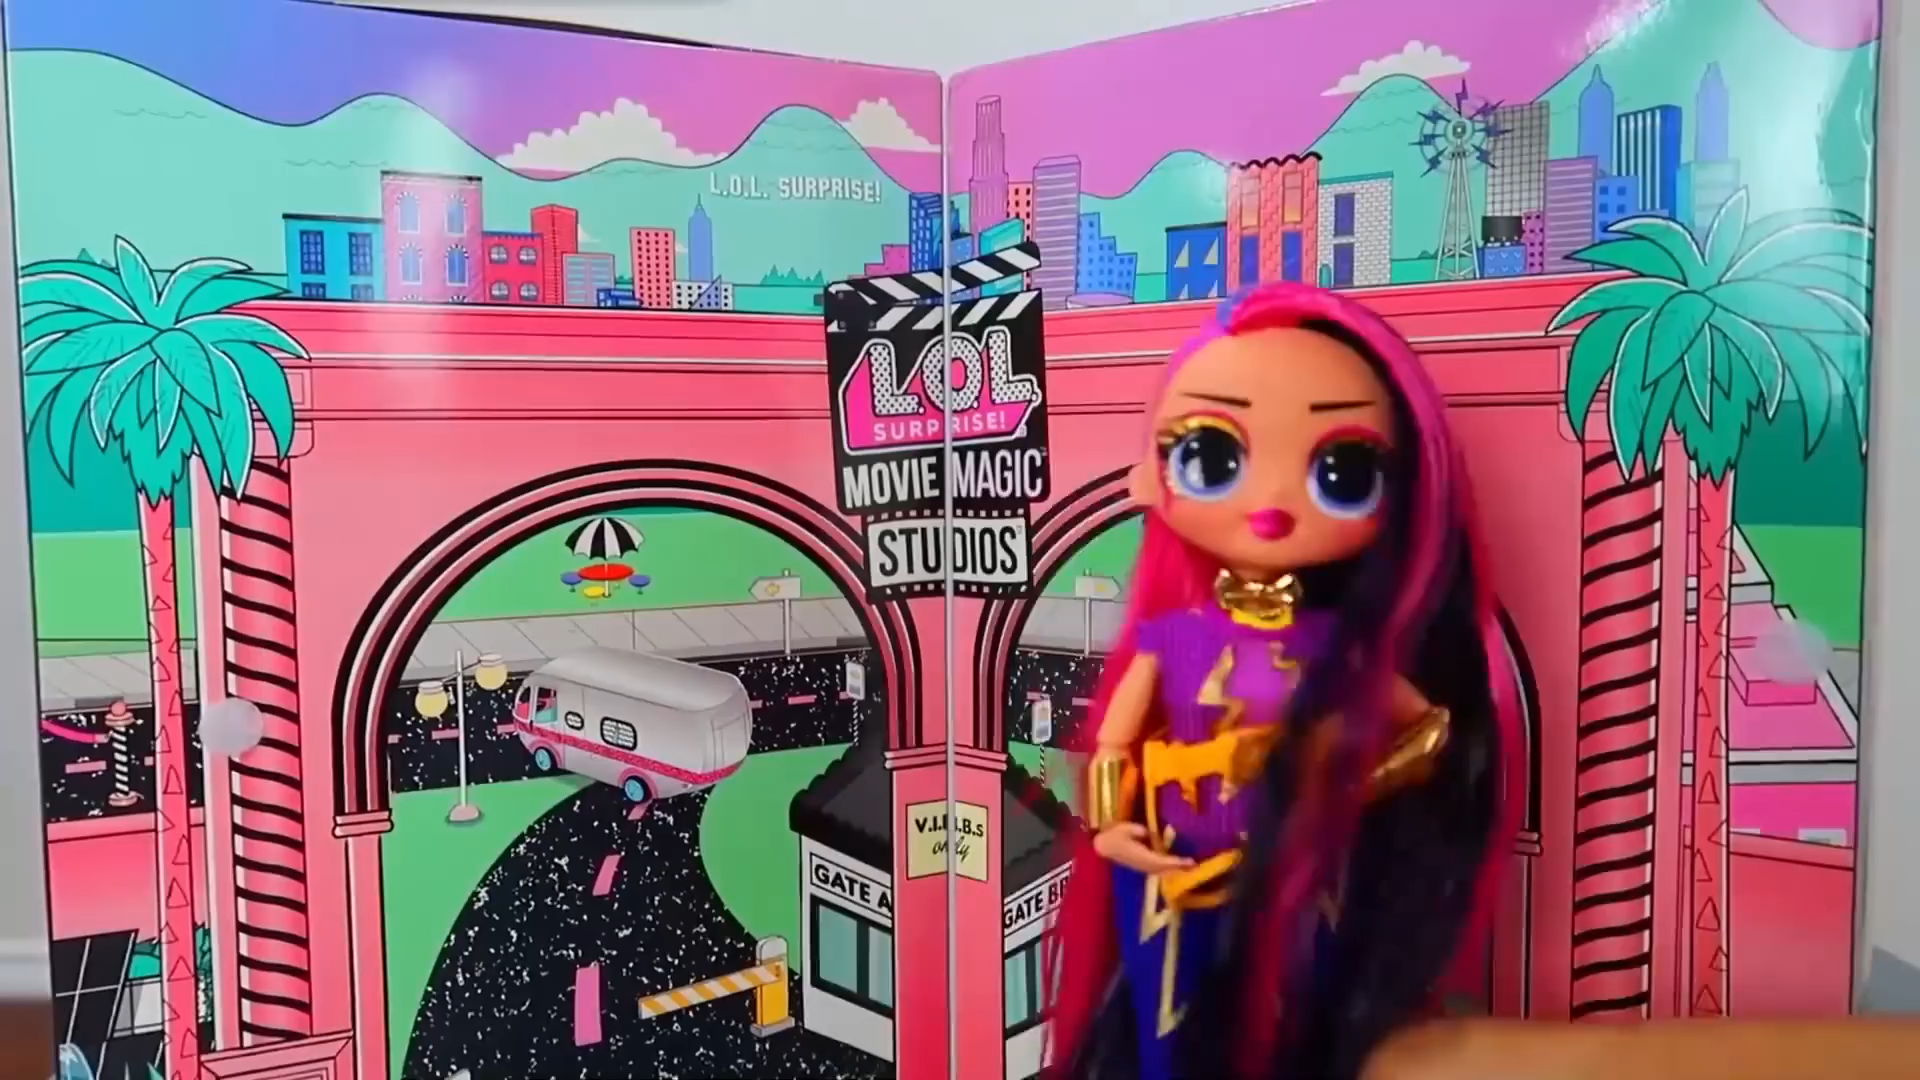 L.O.L. SURPRISE!
L.O.L.
SURPRISE!
MOVIE MAGIC
STUDIOS
only
GATE A
GATE